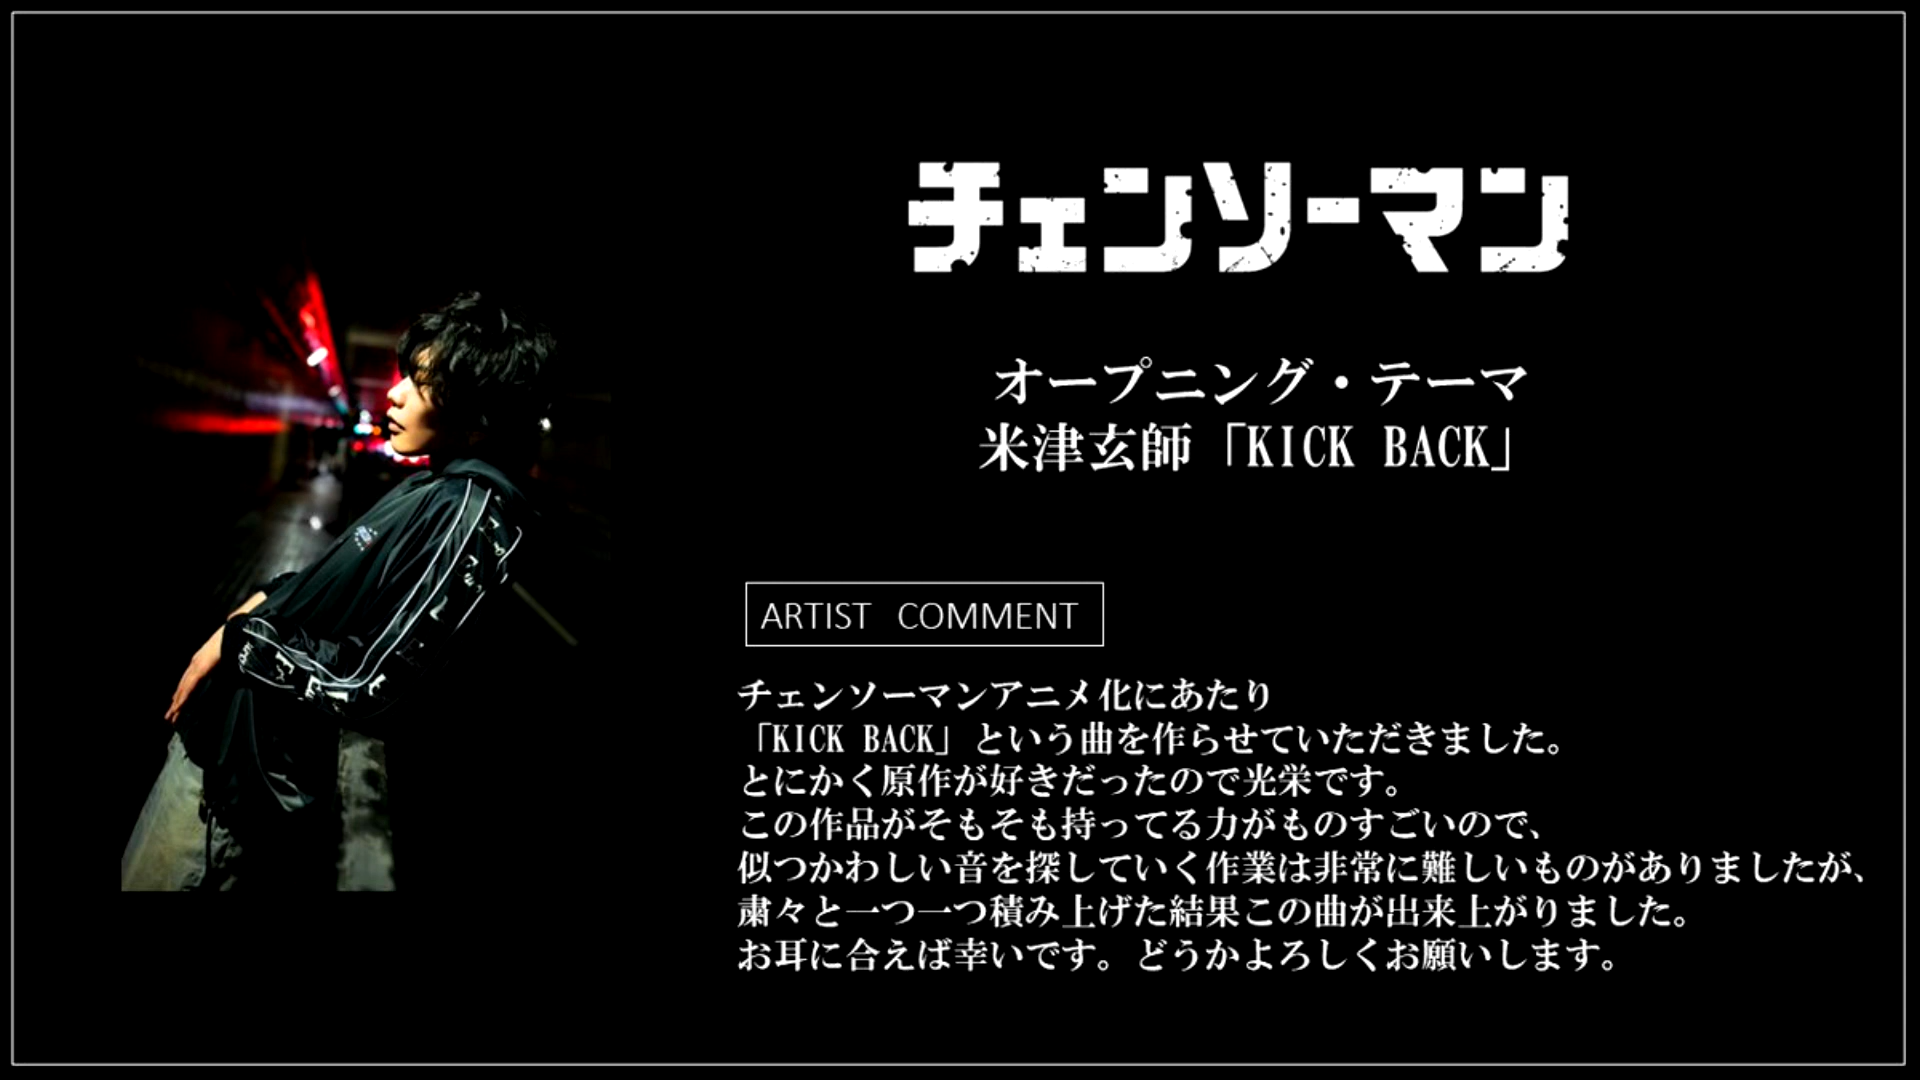 チェンソーマン
オープニング・テーマ
米津玄師「KICK BACK」
ARTIST COMMENT
チェンソーマンアニメ化にあたり
「KICK BACK」という曲を作らせていただきました。
とにかく原作が好きだったので光栄です。
この作品がそもそも持ってる力がものすごいので、
似つかわしい音を探していく作業は非常に難しいものがありましたが、
粛々と一つ一つ積み上げた結果この曲が出来上がりました。
お耳に合えば幸いです。どうかよろしくお願いします。